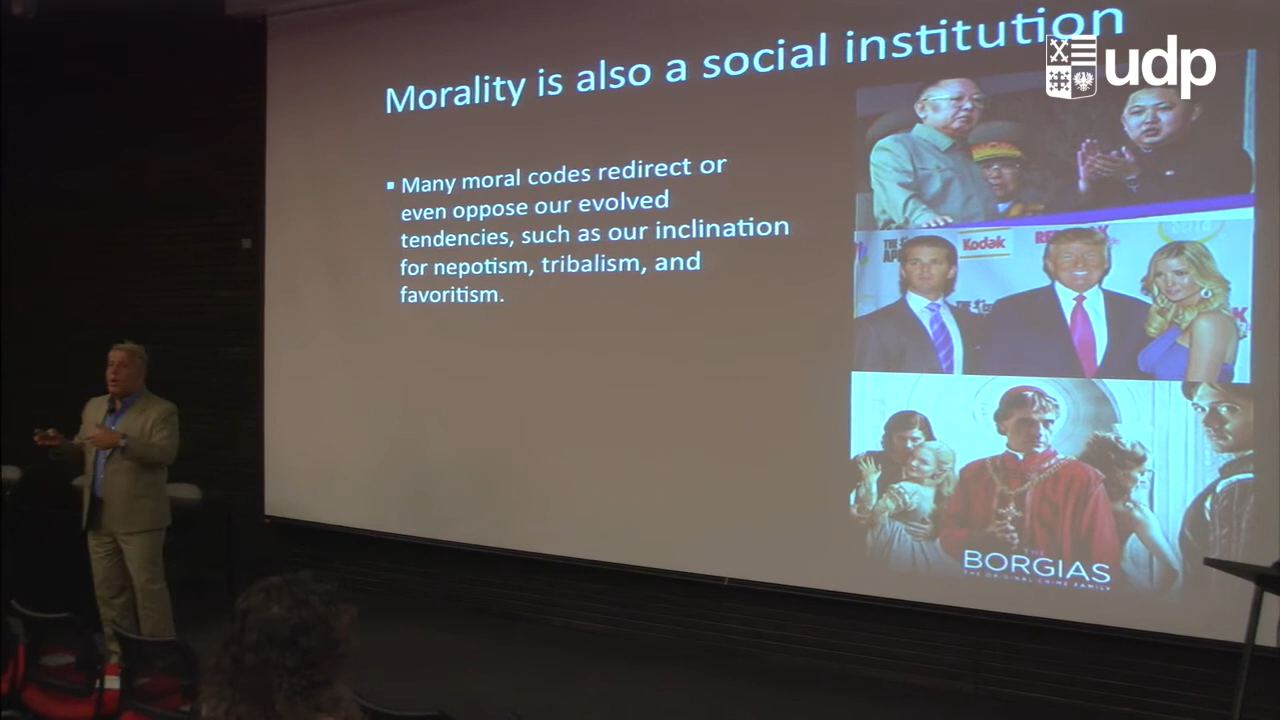 Morality is also a social institution
udp
▪ Many moral codes redirect or
even oppose our evolved
tendencies, such as our inclination
for nepotism, tribalism, and
favoritism.
Kodak
THE
BORGIAS
THE ORIGINAL CRIME FAMILY